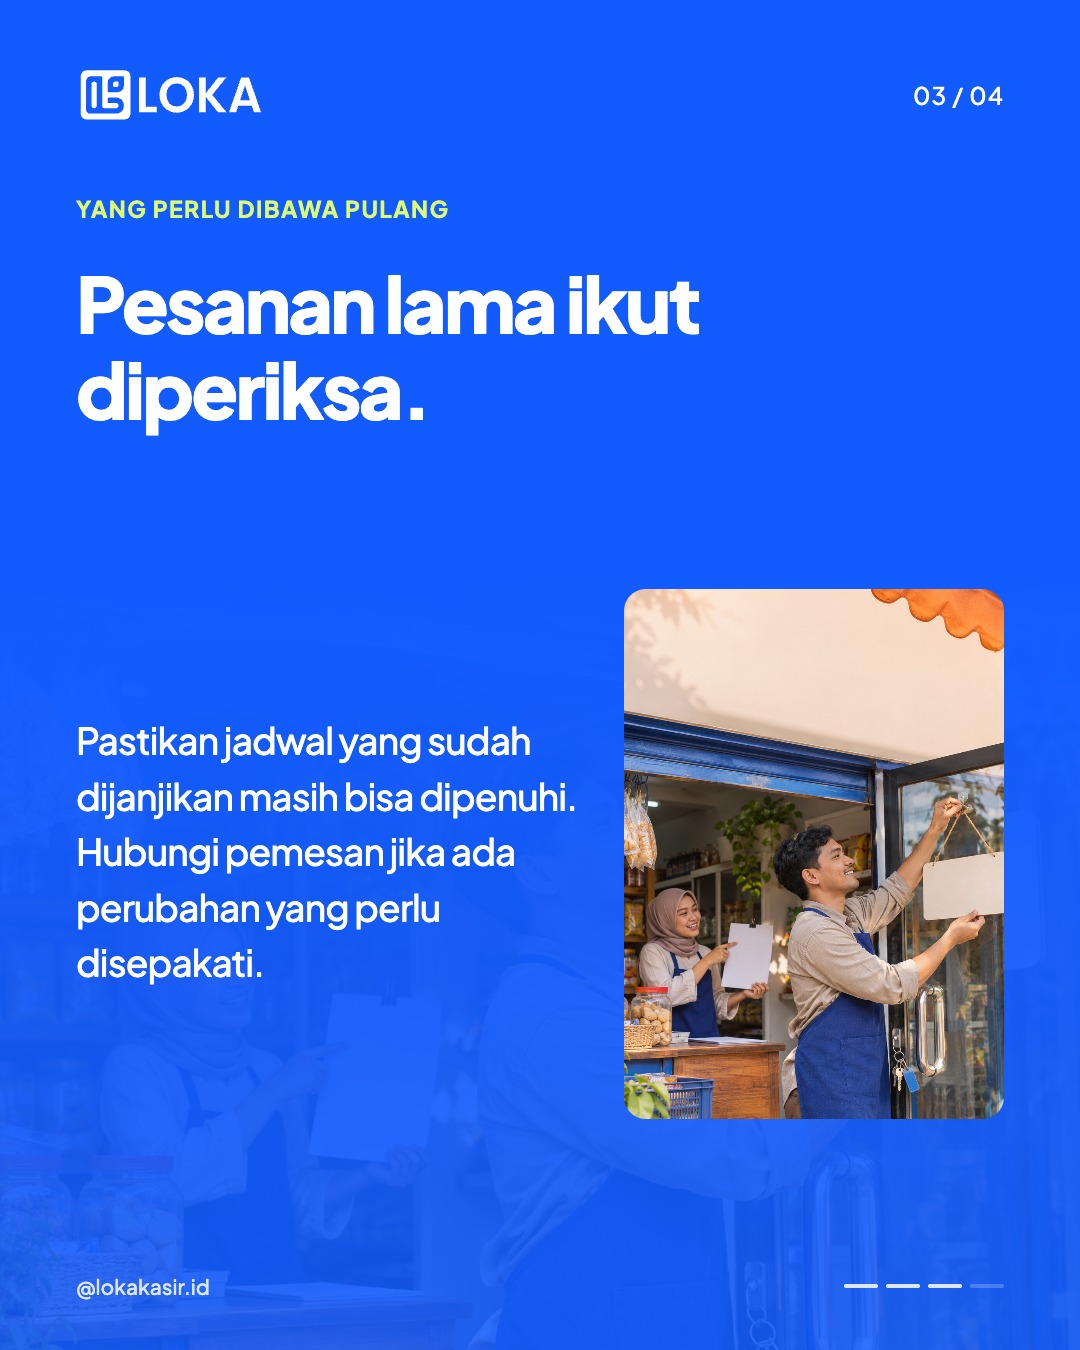 LOKA
03 / 04
YANG PERLU DIBAWA PULANG
Pesanan lama ikut
diperiksa.
Pastikan jadwal yang sudah
dijanjikan masih bisa dipenuhi.
Hubungi pemesan jika ada
perubahan yang perlu
disepakati.
@lokakasir.id